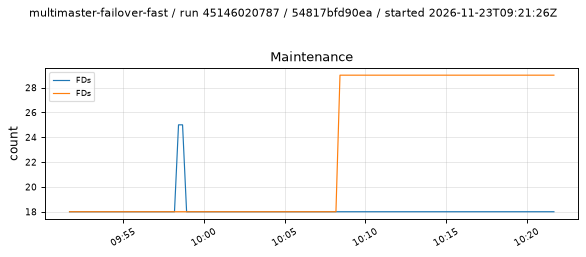 multimaster-failover-fast / run 45146020787 / 54817bfd90ea / started 2026-11-23T09:21:26Z
Maintenance
FDs
FDs
count
28
26
24
22
20
18
09:55
10:00
10:05
10:10
10:15
10:20